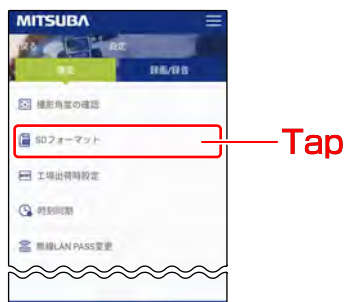 MITSUBA
戻る 設定
設定 録画/録音
撮影角度の確認
SDフォーマット
Tap
工場出荷時設定
時刻同期
無線LAN PASS変更